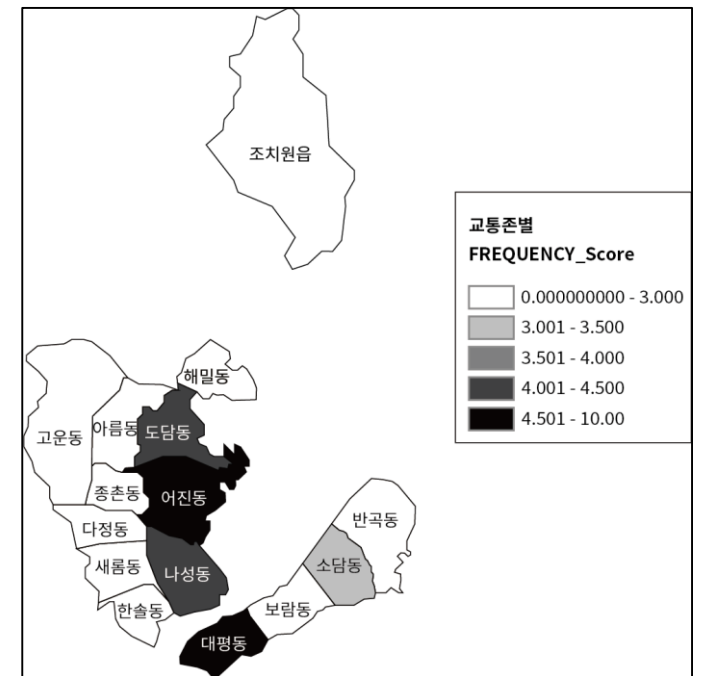 조치원읍
교통존별
FREQUENCY_Score
0.000000000 - 3.000
3.001 - 3.500
3.501 - 4.000
4.001 - 4.500
4.501 - 10.00
해밀동
고운동
아름동
도담동
종촌동
어진동
반곡동
다정동
새롬동
나성동
소담동
한솔동
보람동
대평동